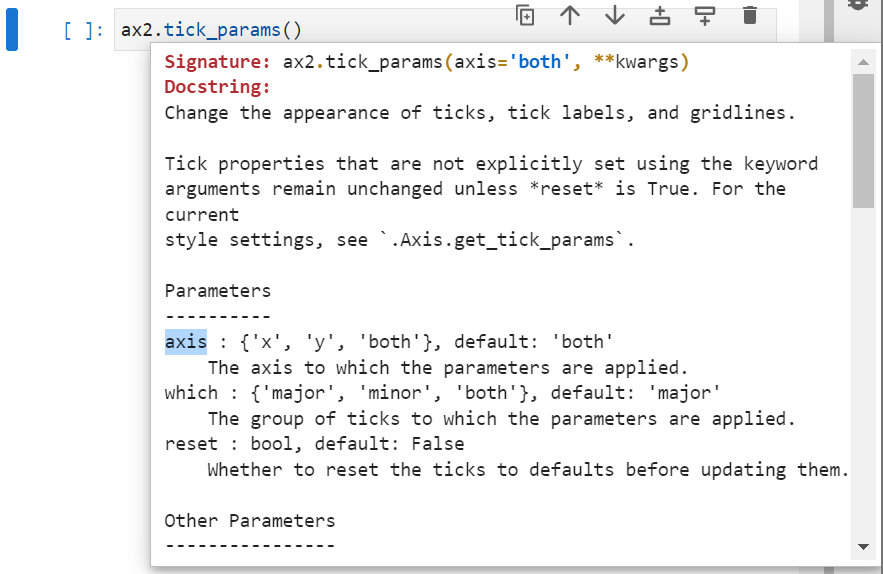 [ ]: ax2.tick_params()
Signature: ax2.tick_params(axis='both', **kwargs)
Docstring:
Change the appearance of ticks, tick labels, and gridlines.
Tick properties that are not explicitly set using the keyword
arguments remain unchanged unless *reset* is True. For the
current
style settings, see `.Axis.get_tick_params`.
Parameters
----------
axis : {'x', 'y', 'both'}, default: 'both'
    The axis to which the parameters are applied.
which : {'major', 'minor', 'both'}, default: 'major'
    The group of ticks to which the parameters are applied.
reset : bool, default: False
    Whether to reset the ticks to defaults before updating them.
Other Parameters
----------------